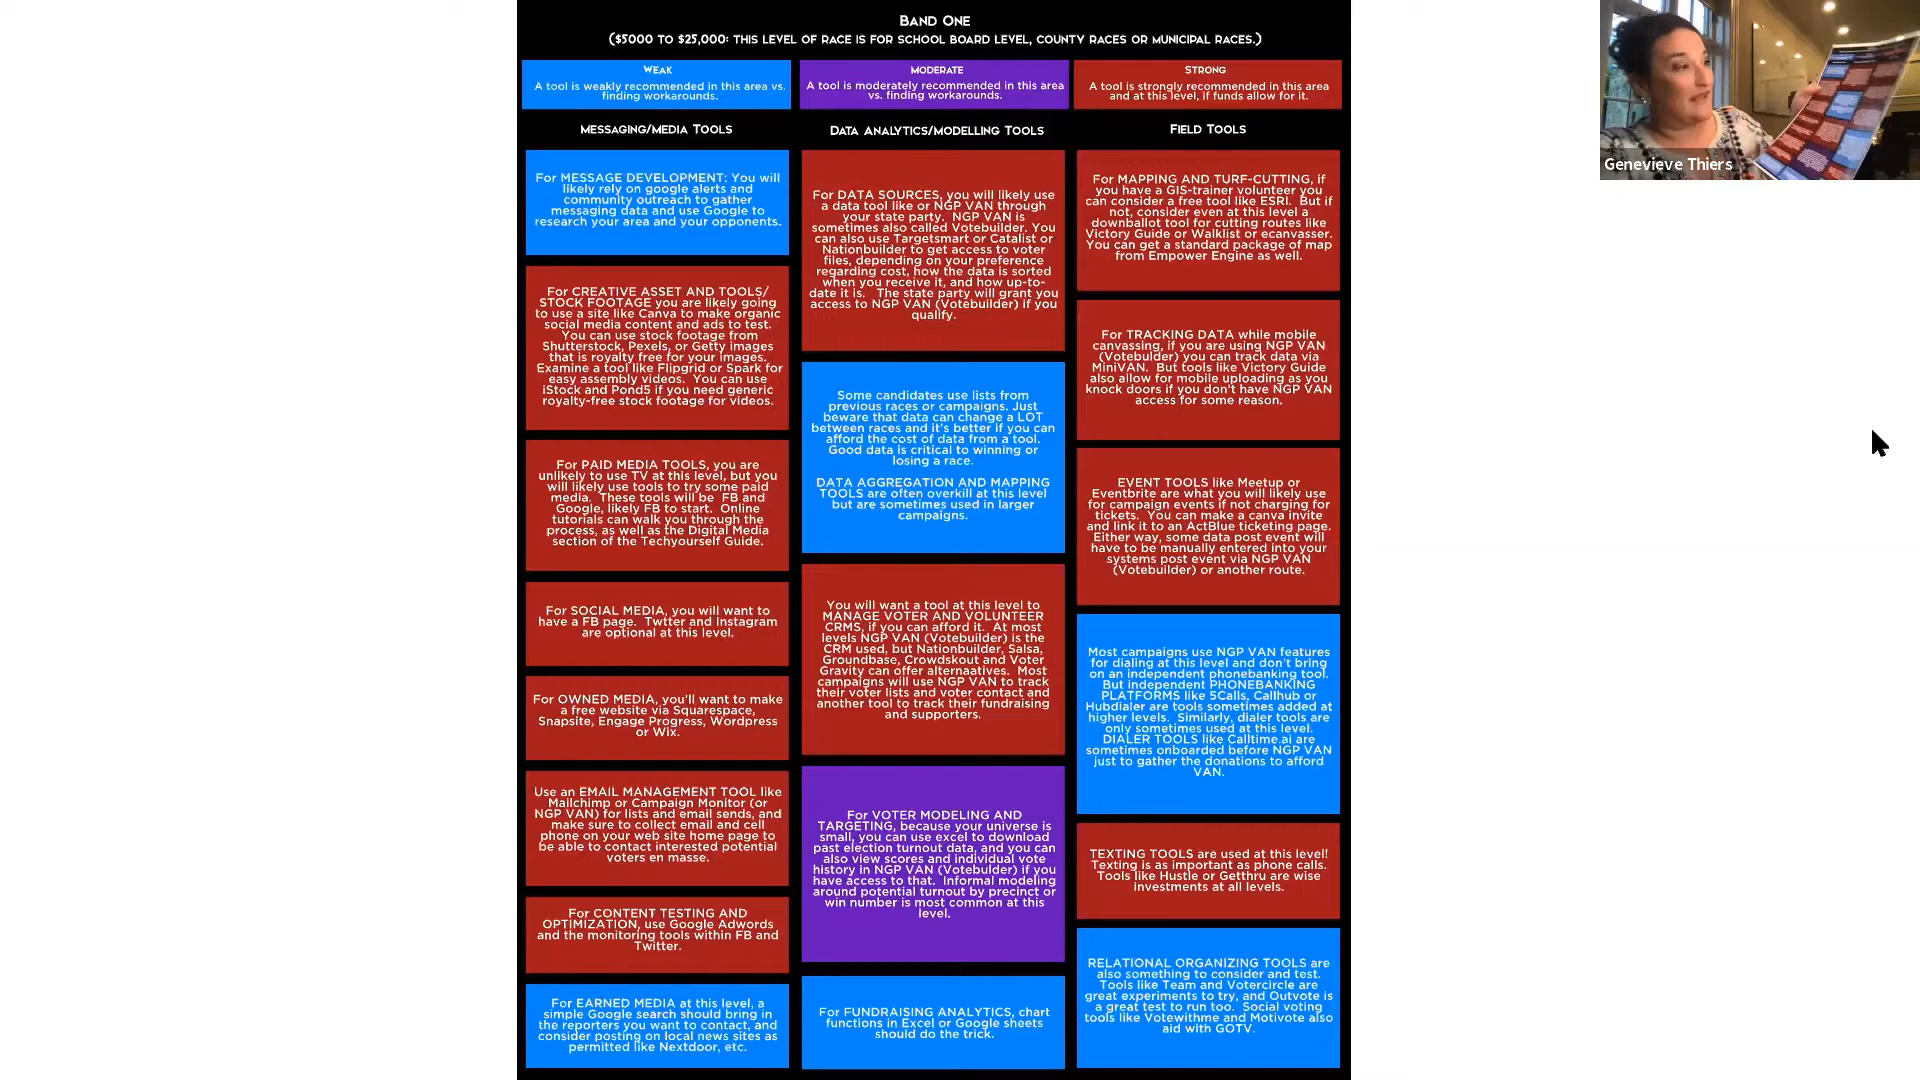 BAND ONE
($5000 TO $25,000: THIS LEVEL OF RACE IS FOR SCHOOL BOARD LEVEL, COUNTY RACES OR MUNICIPAL RACES.)
WEAK
A tool is weakly recommended in this area vs.
finding workarounds.
MODERATE
A tool is moderately recommended in this area
vs. finding workarounds.
STRONG
A tool is strongly recommended in this area
and at this level, if funds allow for it.
MESSAGING/MEDIA TOOLS
For MESSAGE DEVELOPMENT: You will
likely rely on google alerts and
community outreach to gather
messaging data and use Google to
research your area and your opponents.
For CREATIVE ASSET AND TOOLS/
STOCK FOOTAGE you are likely going
to use a site like Canva to make organic
social media content and ads to test.
You can use stock footage from
Shutterstock, Pexels, or Getty images
that is royalty free for your images.
Examine a tool like Flipgrid or Spark for
easy assembly videos. You can use
iStock and Pond5 if you need generic
royalty-free stock footage for videos.
For PAID MEDIA TOOLS, you are
unlikely to use TV at this level, but you
will likely use tools to try some paid
media. These tools will be FB and
Google, likely FB to start. Online
tutorials can walk you through the
process, as well as the Digital Media
section of the Techyourself Guide.
For SOCIAL MEDIA, you will want to
have a FB page. Twtter and Instagram
are optional at this level.
For OWNED MEDIA, you'll want to make
a free website via Squarespace,
Snapsite, Engage Progress, Wordpress
or Wix.
Use an EMAIL MANAGEMENT TOOL like
Mailchimp or Campaign Monitor (or
NGP VAN) for lists and email sends, and
make sure to collect email and cell
phone on your web site home page to
be able to contact interested potential
voters en masse.
For CONTENT TESTING AND
OPTIMIZATION, use Google Adwords
and the monitoring tools within FB and
Twitter.
For EARNED MEDIA at this level, a
simple Google search should bring in
the reporters you want to contact, and
consider posting on local news sites as
permitted like Nextdoor, etc.
DATA ANALYTICS/MODELLING TOOLS
For DATA SOURCES, you will likely use
a data tool like or NGP VAN through
your state party. NGP VAN is
sometimes also called Votebuilder. You
can also use Targetsmart or Catalist or
Nationbuilder to get access to voter
files, depending on your preference
regarding cost, how the data is sorted
when you receive it, and how up-to-
date it is. The state party will grant you
access to NGP VAN (Votebuilder) if you
qualify.
Some candidates use lists from
previous races or campaigns. Just
beware that data can change a LOT
between races and it's better if you can
afford the cost of data from a tool.
Good data is critical to winning or
losing a race.
DATA AGGREGATION AND MAPPING
TOOLS are often overkill at this level
but are sometimes used in larger
campaigns.
You will want a tool at this level to
MANAGE VOTER AND VOLUNTEER
CRMS, if you can afford it. At most
levels NGP VAN (Votebuilder) is the
CRM used, but Nationbuilder, Salsa,
Groundbase, Crowdskout and Voter
Gravity can offer alternaatives. Most
campaigns will use NGP VAN to track
their voter lists and voter contact and
another tool to track their fundraising
and supporters.
For VOTER MODELING AND
TARGETING, because your universe is
small, you can use excel to download
past election turnout data, and you can
also view scores and individual vote
history in NGP VAN (Votebulder) if you
have access to that. Informal modeling
around potential turnout by precinct or
win number is most common at this
level.
For FUNDRAISING ANALYTICS, chart
functions in Excel or Google sheets
should do the trick.
FIELD TOOLS
For MAPPING AND TURF-CUTTING, if
you have a GIS-trainer volunteer you
can consider a free tool like ESRI. But if
not, consider even at this level a
downballot tool for cutting routes like
Victory Guide or Walklist or ecanvasser.
You can get a standard package of map
from Empower Engine as well.
For TRACKING DATA while mobile
canvassing, if you are using NGP VAN
(Votebulder) you can track data via
MiniVAN. But tools like Victory Guide
also allow for mobile uploading as you
knock doors if you don't have NGP VAN
access for some reason.
EVENT TOOLS like Meetup or
Eventbrite are what you will likely use
for campaign events if not charging for
tickets. You can make a canva invite
and link it to an ActBlue ticketing page.
Either way, some data post event will
have to be manually entered into your
systems post event via NGP VAN
(Votebuilder) or another route.
Most campaigns use NGP VAN features
for dialing at this level and don't bring
on an independent phonebanking tool.
But independent PHONEBANKING
PLATFORMS like 5Calls, Callhub or
Hubdialer are tools sometimes added at
higher levels. Similarly, dialer tools are
only sometimes used at this level.
DIALER TOOLS like Calltime.ai are
sometimes onboarded before NGP VAN
just to gather the donations to afford
VAN.
TEXTING TOOLS are used at this level!
Texting is as important as phone calls.
Tools like Hustle or Getthru are wise
investments at all levels.
RELATIONAL ORGANIZING TOOLS are
also something to consider and test.
Tools like Team and Votercircle are
great experiments to try, and Outvote is
a great test to run too. Social voting
tools like Votewithme and Motivote also
aid with GOTV.
Genevieve Thiers